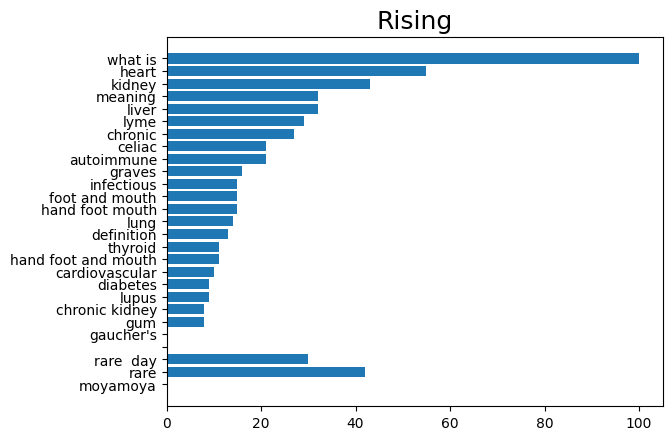 Rising
what is
heart
kidney
meaning
liver
lyme
chronic
celiac
autoimmune
graves
infectious
foot and mouth
hand foot mouth
lung
definition
thyroid
hand foot and mouth
cardiovascular
diabetes
lupus
chronic kidney
gum
gaucher's
rare  day
rare
moyamoya
0 20 40 60 80 100